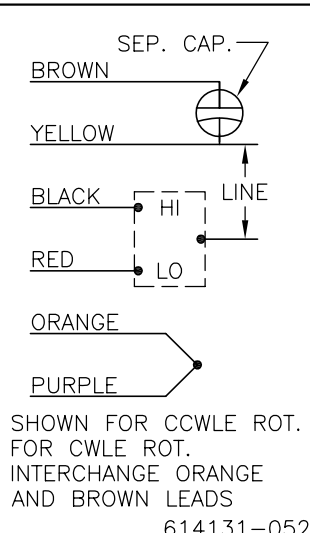 SEP. CAP.
BROWN
YELLOW
LINE
BLACK
HI
RED
LO
ORANGE
PURPLE
SHOWN FOR CCWLE ROT.
FOR CWLE ROT.
INTERCHANGE ORANGE
AND BROWN LEADS
614131-052